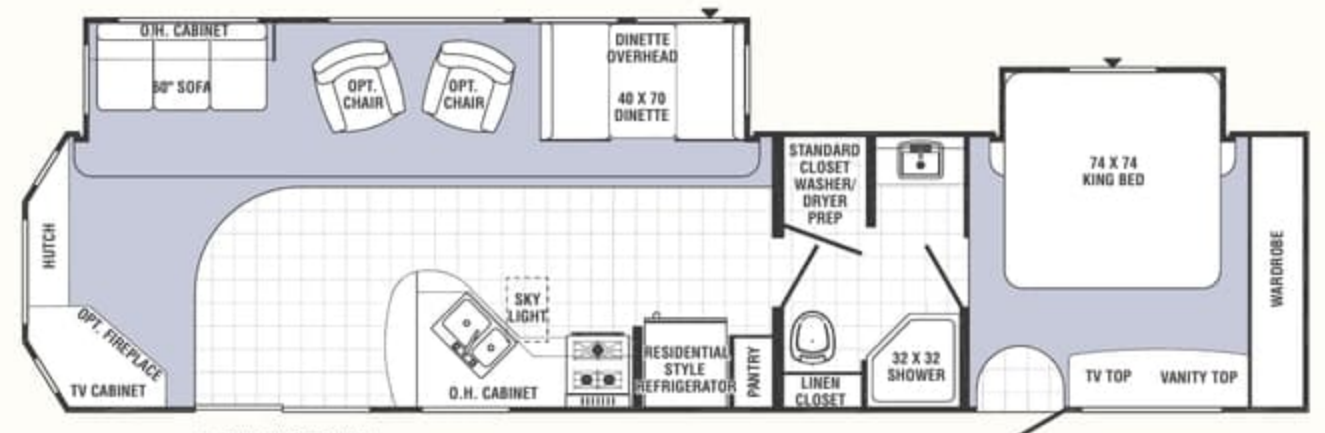 O.H. CABINET
60" SOFA
OPT.
CHAIR
OPT.
CHAIR
DINETTE
OVERHEAD
40 X 70
DINETTE
STANDARD
CLOSET
WASHER/
DRYER
PREP
74 X 74
KING BED
WARDROBE
HUTCH
OPT. FIREPLACE
TV CABINET
SKY
LIGHT
O.H. CABINET
RESIDENTIAL
STYLE
REFRIGERATOR
PANTRY
LINEN
CLOSET
32 X 32
SHOWER
TV TOP
VANITY TOP